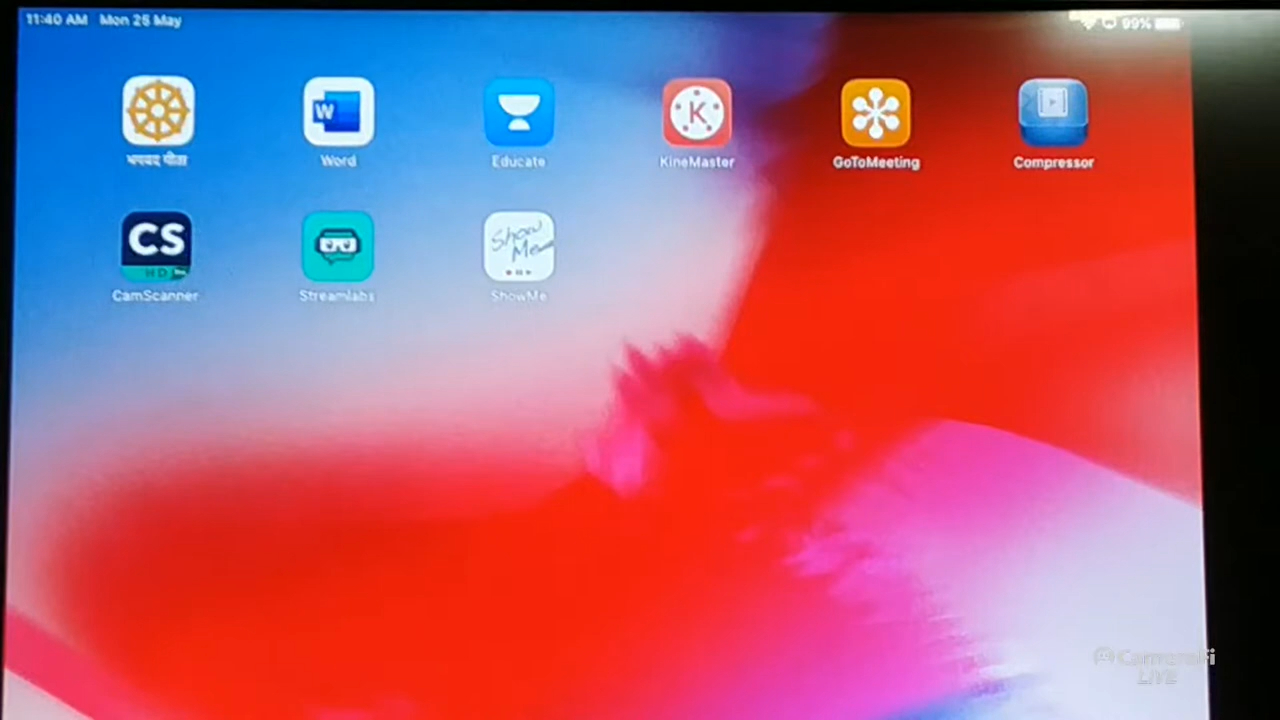 11:40 AM Mon 25 May
99%
W
K
भगवद गीता
Word
Educate
KineMaster
GoToMeeting
Compressor
CS
HD
Show
Me
CamScanner
Streamlabs
ShowMe
CameraFi
LIVE